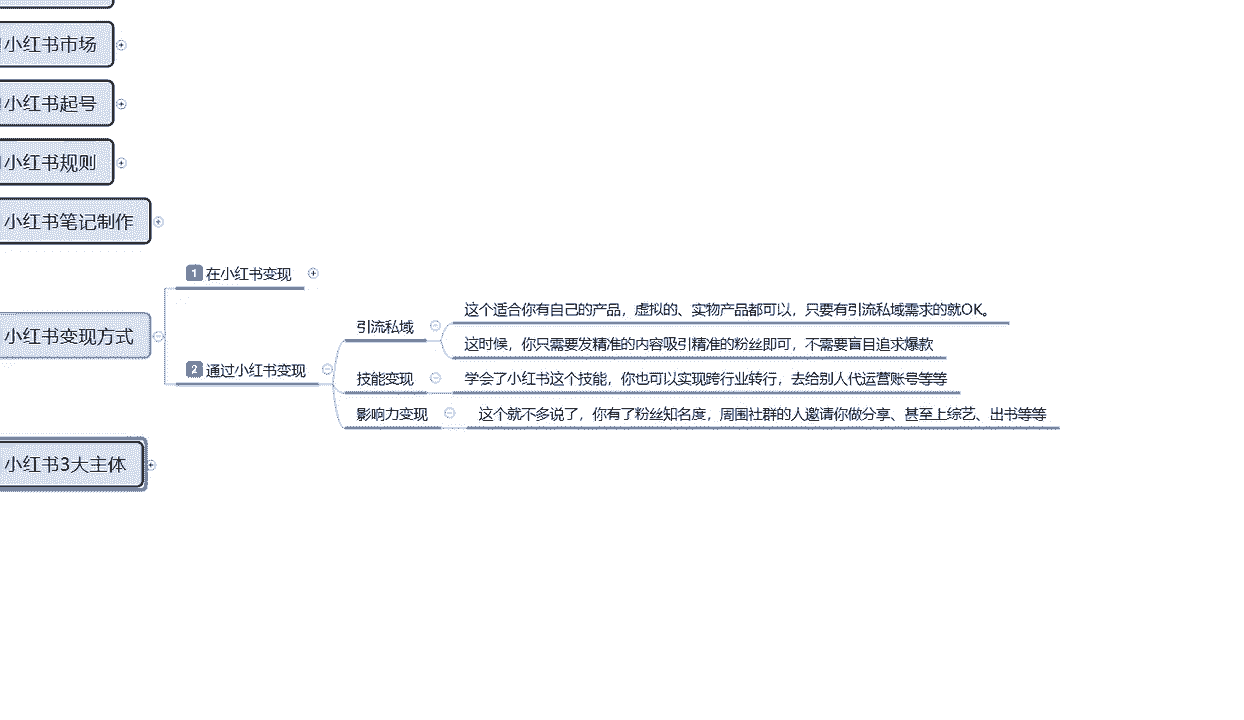 小红书市场
小红书起号
小红书规则
小红书笔记制作
小红书变现方式
1 在小红书变现
2 通过小红书变现
引流私域
这个适合你有自己的产品，虚拟的、实物产品都可以，只要有引流私域需求的就OK。
这时候，你只需要发精准的内容吸引精准的粉丝即可，不需要盲目追求爆款
技能变现
学会了小红书这个技能，你也可以实现跨行业转行，去给别人代运营账号等等
影响力变现
这个就不多说了，你有了粉丝知名度，周围社群的人邀请你做分享、甚至上综艺、出书等等
小红书3大主体